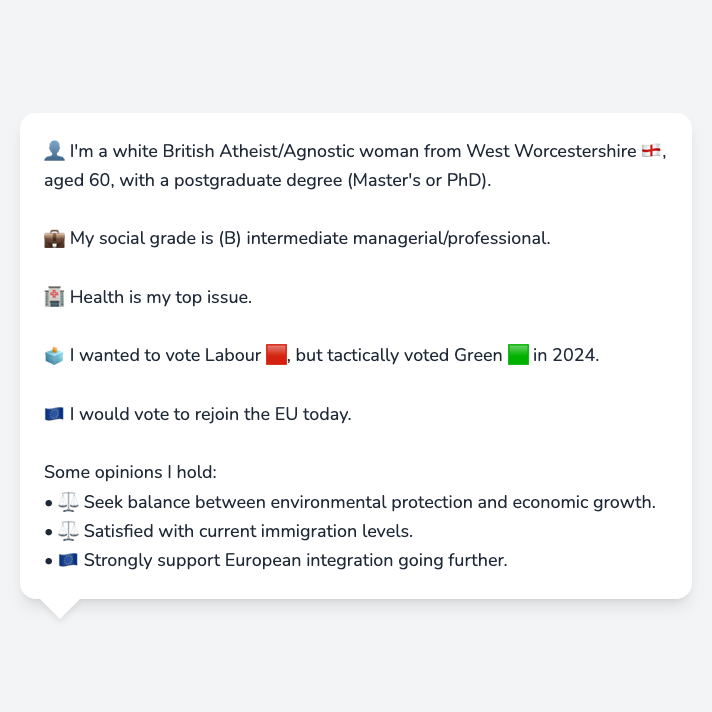 👤 I'm a white British Atheist/Agnostic woman from West Worcestershire 🏴󠁧󠁢󠁥󠁮󠁧󠁿,
aged 60, with a postgraduate degree (Master's or PhD).
💼 My social grade is (B) intermediate managerial/professional.
🏥 Health is my top issue.
🗳️ I wanted to vote Labour 🟥, but tactically voted Green 🟩 in 2024.
🇪🇺 I would vote to rejoin the EU today.
Some opinions I hold:
• ⚖️ Seek balance between environmental protection and economic growth.
• ⚖️ Satisfied with current immigration levels.
• 🇪🇺 Strongly support European integration going further.